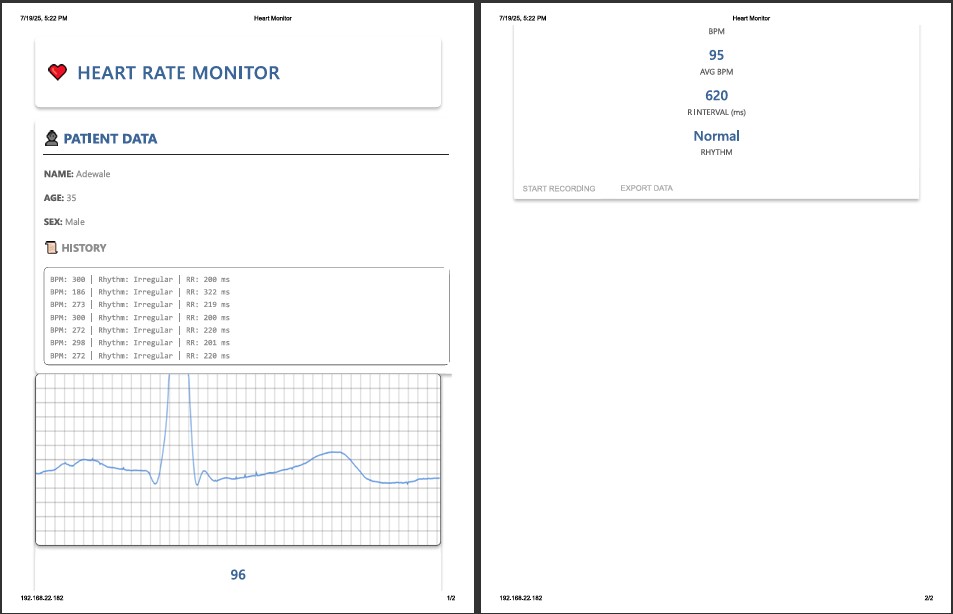 7/19/25, 5:22 PM Heart Monitor
HEART RATE MONITOR
PATIENT DATA
NAME: Adewale
AGE: 35
SEX: Male
HISTORY
BPM: 300 | Rhythm: Irregular | RR: 200 ms
BPM: 186 | Rhythm: Irregular | RR: 322 ms
BPM: 273 | Rhythm: Irregular | RR: 219 ms
BPM: 300 | Rhythm: Irregular | RR: 200 ms
BPM: 272 | Rhythm: Irregular | RR: 220 ms
BPM: 298 | Rhythm: Irregular | RR: 201 ms
BPM: 272 | Rhythm: Irregular | RR: 220 ms
96
192.168.22.182 1/2
7/19/25, 5:22 PM Heart Monitor
BPM
95
AVG BPM
620
R INTERVAL (ms)
Normal
RHYTHM
START RECORDING EXPORT DATA
192.168.22.182 2/2